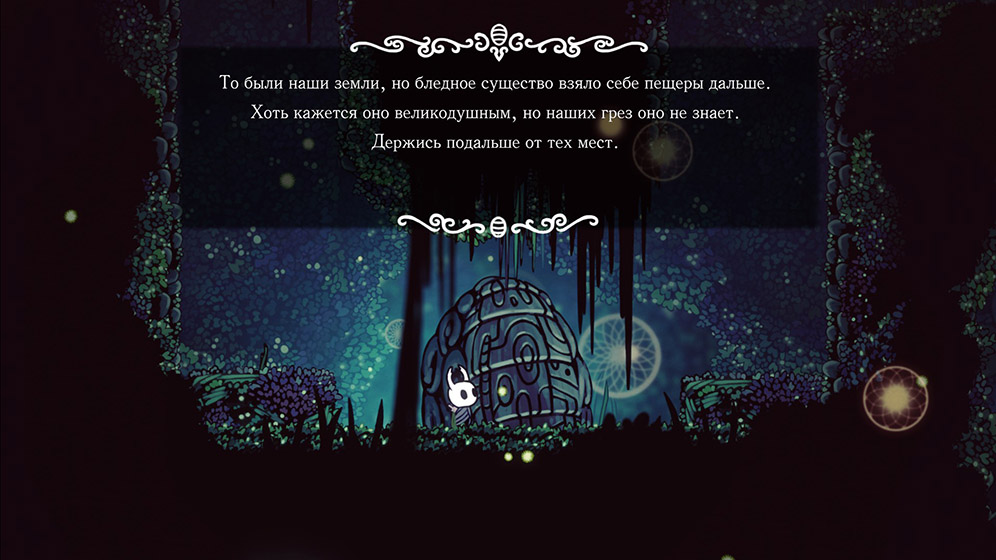 То были наши земли, но бледное существо взяло себе пещеры дальше.
Хоть кажется оно великодушным, но наших грез оно не знает.
Держись подальше от тех мест.